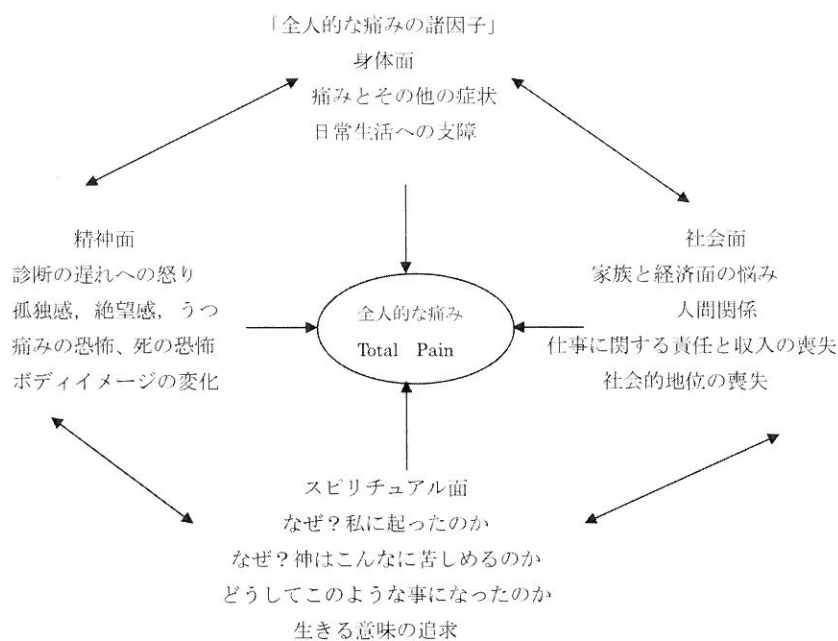 「全人的な痛みの諸因子」
身体面
痛みとその他の症状
日常生活への支障
精神面
診断の遅れへの怒り
孤独感，絶望感，うつ
痛みの恐怖、死の恐怖
ボディイメージの変化
全人的な痛み
Total Pain
社会面
家族と経済面の悩み
人間関係
仕事に関する責任と収入の喪失
社会的地位の喪失
スピリチュアル面
なぜ？私に起ったのか
なぜ？神はこんなに苦しめるのか
どうしてこのような事になったのか
生きる意味の追求